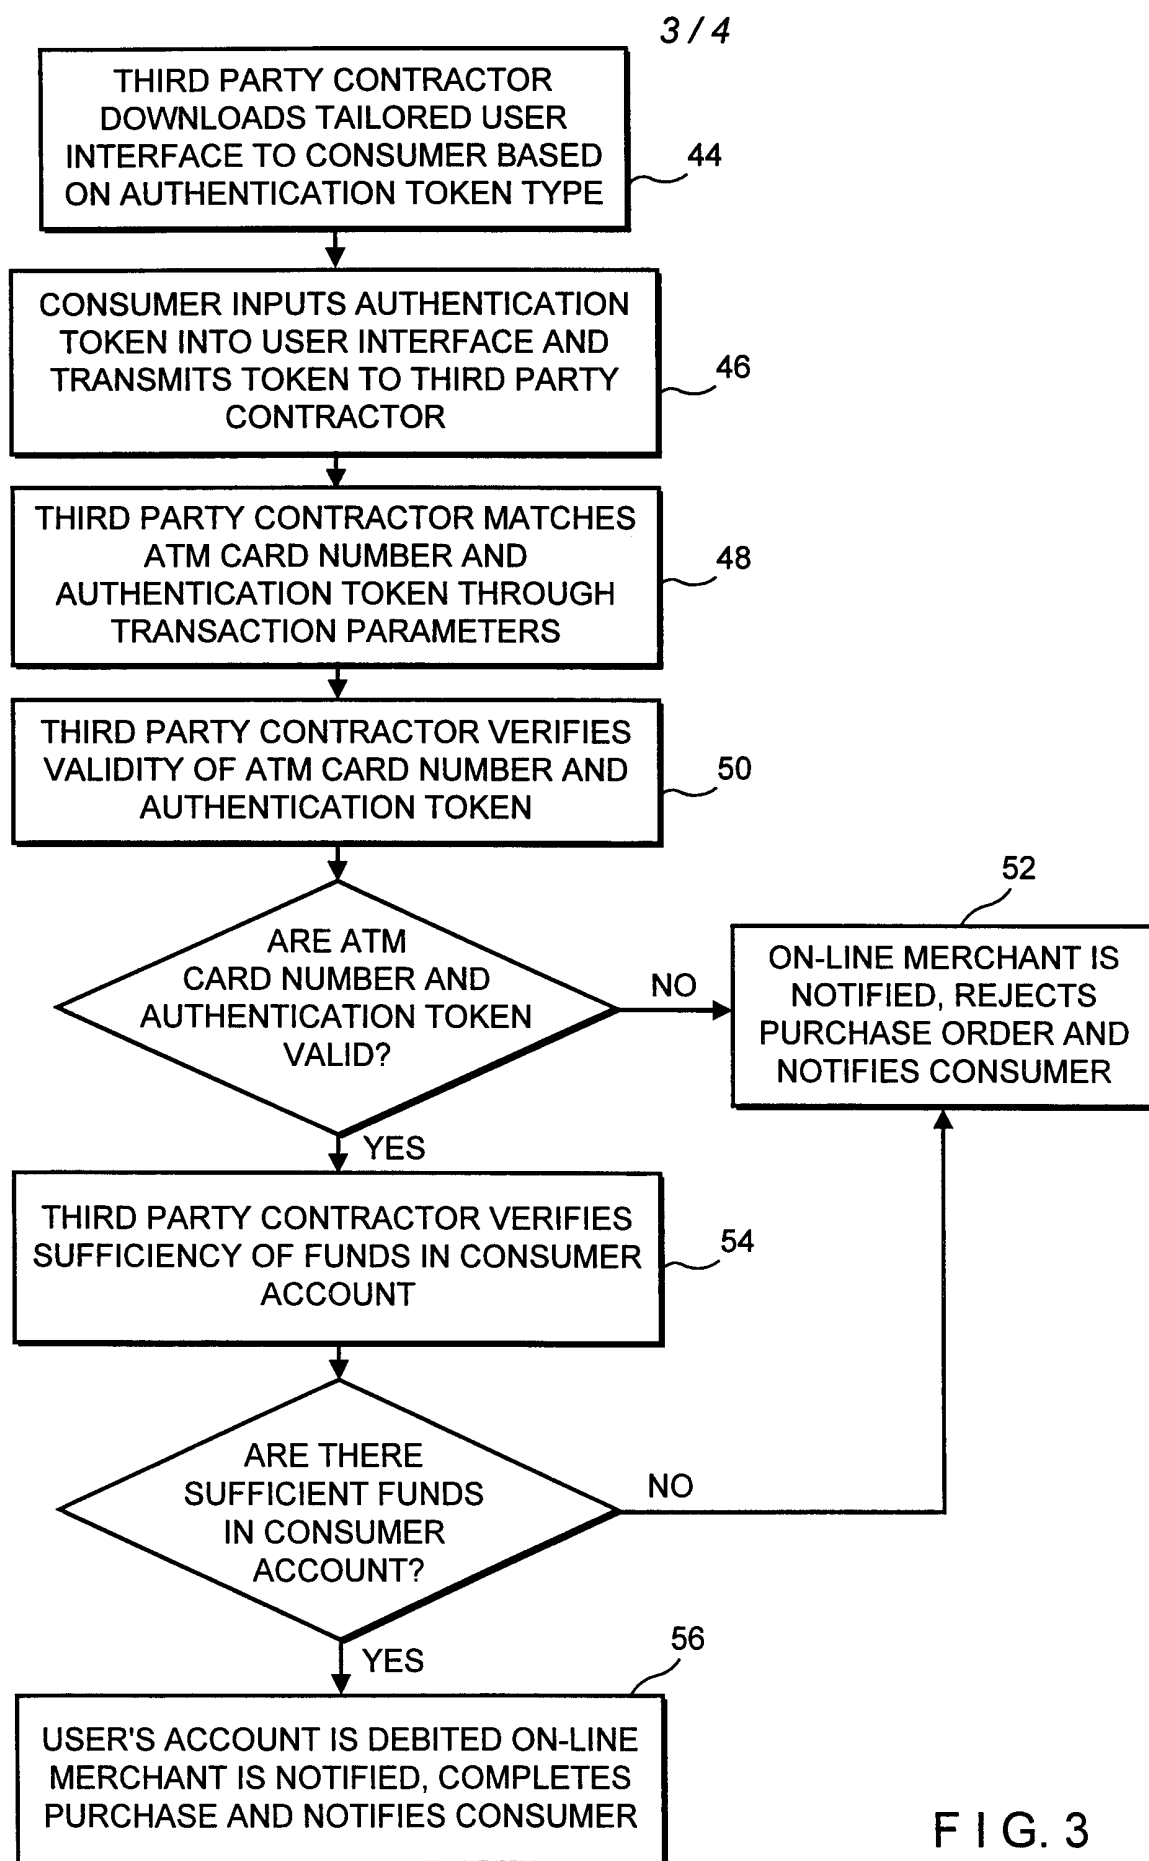 3 / 4
THIRD PARTY CONTRACTOR
DOWNLOADS TAILORED USER
INTERFACE TO CONSUMER BASED
ON AUTHENTICATION TOKEN TYPE
44
CONSUMER INPUTS AUTHENTICATION
TOKEN INTO USER INTERFACE AND
TRANSMITS TOKEN TO THIRD PARTY
CONTRACTOR
46
THIRD PARTY CONTRACTOR MATCHES
ATM CARD NUMBER AND
AUTHENTICATION TOKEN THROUGH
TRANSACTION PARAMETERS
48
THIRD PARTY CONTRACTOR VERIFIES
VALIDITY OF ATM CARD NUMBER AND
AUTHENTICATION TOKEN
50
ARE ATM
CARD NUMBER AND
AUTHENTICATION TOKEN
VALID?
NO
52
ON-LINE MERCHANT IS
NOTIFIED, REJECTS
PURCHASE ORDER AND
NOTIFIES CONSUMER
YES
THIRD PARTY CONTRACTOR VERIFIES
SUFFICIENCY OF FUNDS IN CONSUMER
ACCOUNT
54
ARE THERE
SUFFICIENT FUNDS
IN CONSUMER
ACCOUNT?
NO
YES
56
USER'S ACCOUNT IS DEBITED ON-LINE
MERCHANT IS NOTIFIED, COMPLETES
PURCHASE AND NOTIFIES CONSUMER
F I G. 3